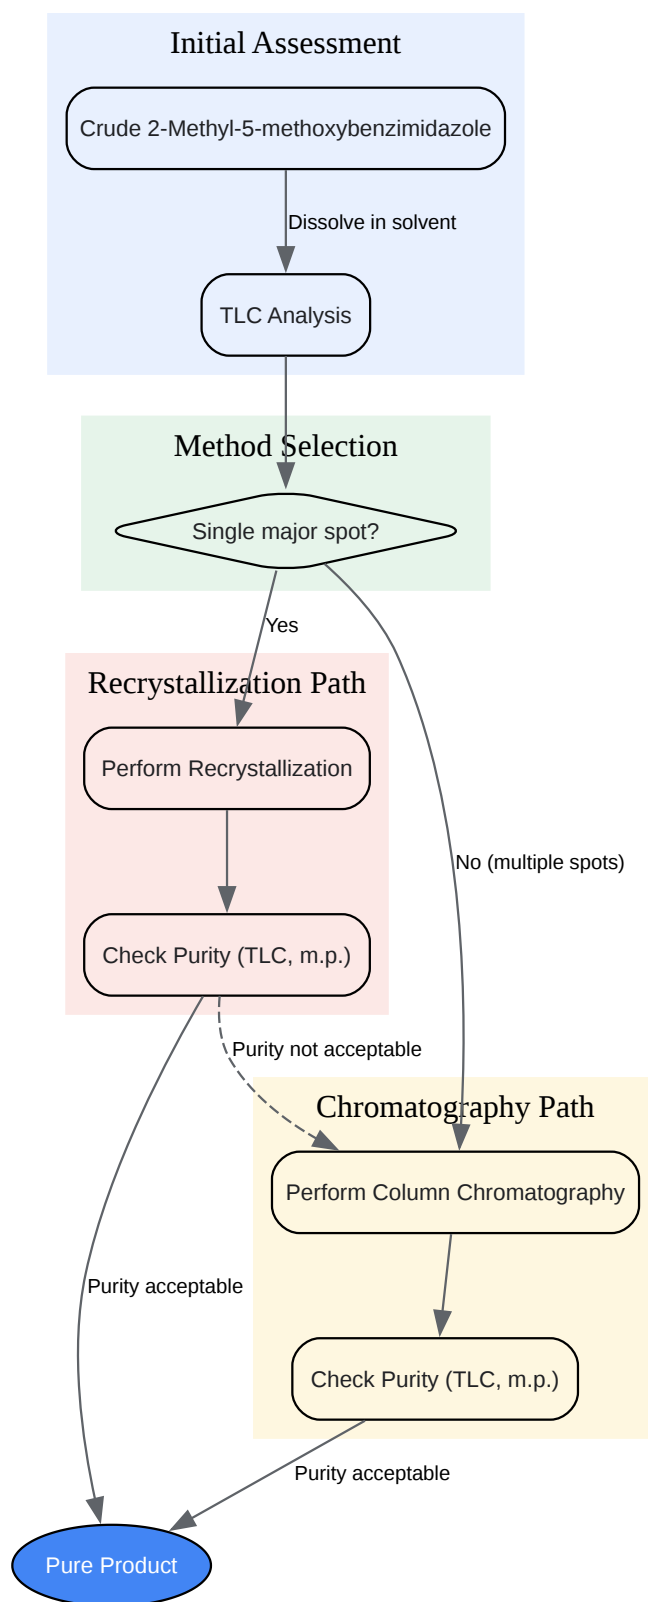 Initial Assessment
Crude 2-Methyl-5-methoxybenzimidazole
Dissolve in solvent
TLC Analysis
Method Selection
Single major spot?
Yes
Recrystallization Path
Perform Recrystallization
No (multiple spots)
Check Purity (TLC, m.p.)
Purity not acceptable
Chromatography Path
Perform Column Chromatography
Purity acceptable
Check Purity (TLC, m.p.)
Purity acceptable
Pure Product